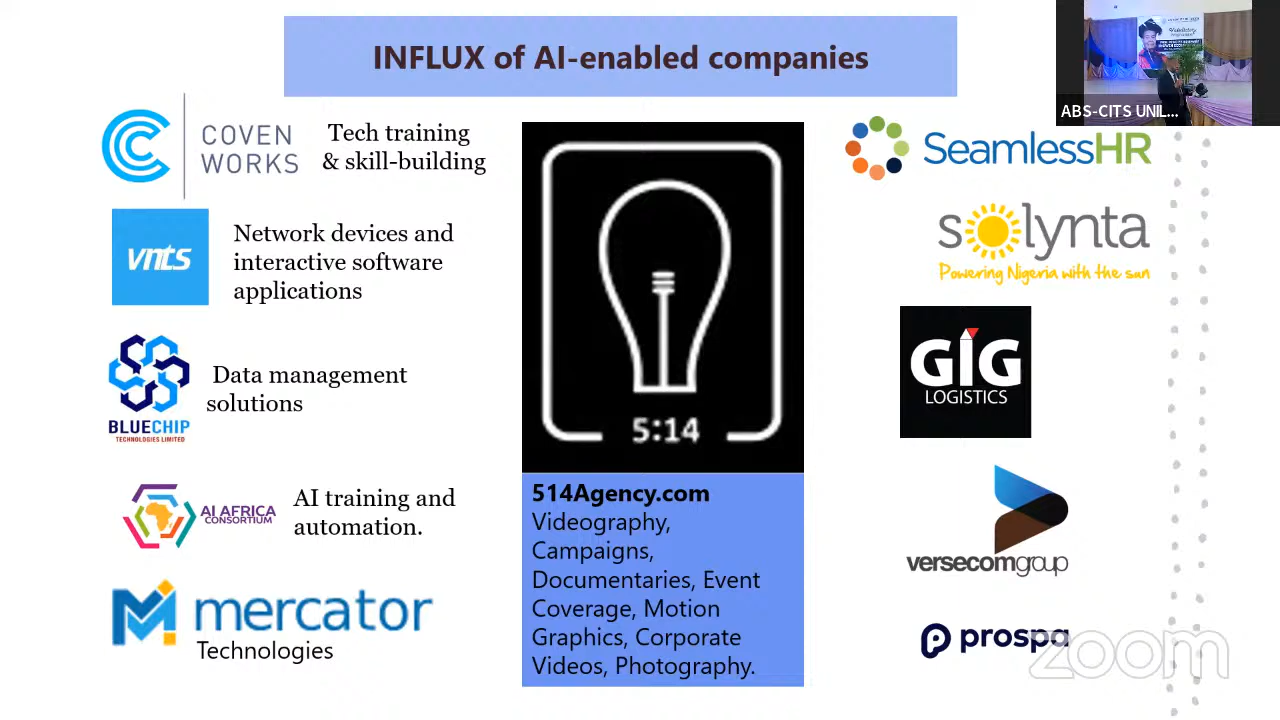 INFLUX of AI-enabled companies
ABS-CITS UNIL...
COVEN
WORKS
Tech training
& skill-building
vnts
Network devices and
interactive software
applications
BLUECHIP
TECHNOLOGIES LIMITED
Data management
solutions
AI AFRICA
CONSORTIUM
AI training and
automation.
mercator
Technologies
5:14
514Agency.com
Videography,
Campaigns,
Documentaries, Event
Coverage, Motion
Graphics, Corporate
Videos, Photography.
SeamlessHR
solynta
Powering Nigeria with the sun
GIG
LOGISTICS
versecomgroup
prospa
zoom